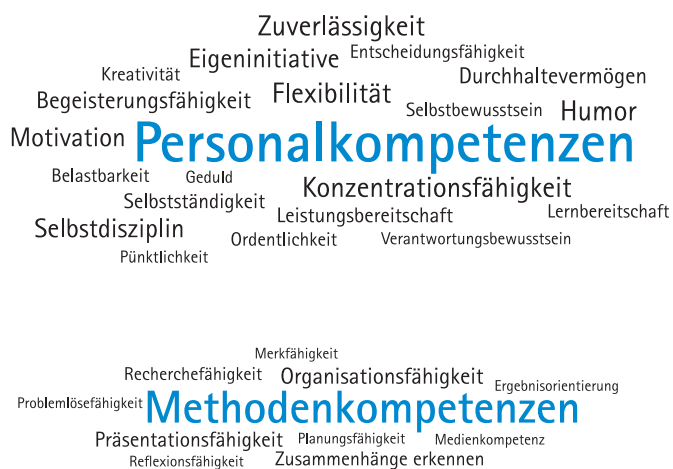 Zuverlässigkeit
Eigeninitiative Entscheidungsfähigkeit
Kreativität Durchhaltevermögen
Begeisterungsfähigkeit Flexibilität Selbstbewusstsein Humor
Motivation Personalkompetenzen
Belastbarkeit Geduld Konzentrationsfähigkeit
Selbstständigkeit Leistungsbereitschaft Lernbereitschaft
Selbstdisziplin Ordentlichkeit Verantwortungsbewusstsein
Pünktlichkeit
Merkfähigkeit
Recherchefähigkeit Organisationsfähigkeit Ergebnisorientierung
Problemlösefähigkeit Methodenkompetenzen
Präsentationsfähigkeit Planungsfähigkeit Medienkompetenz
Reflexionsfähigkeit Zusammenhänge erkennen